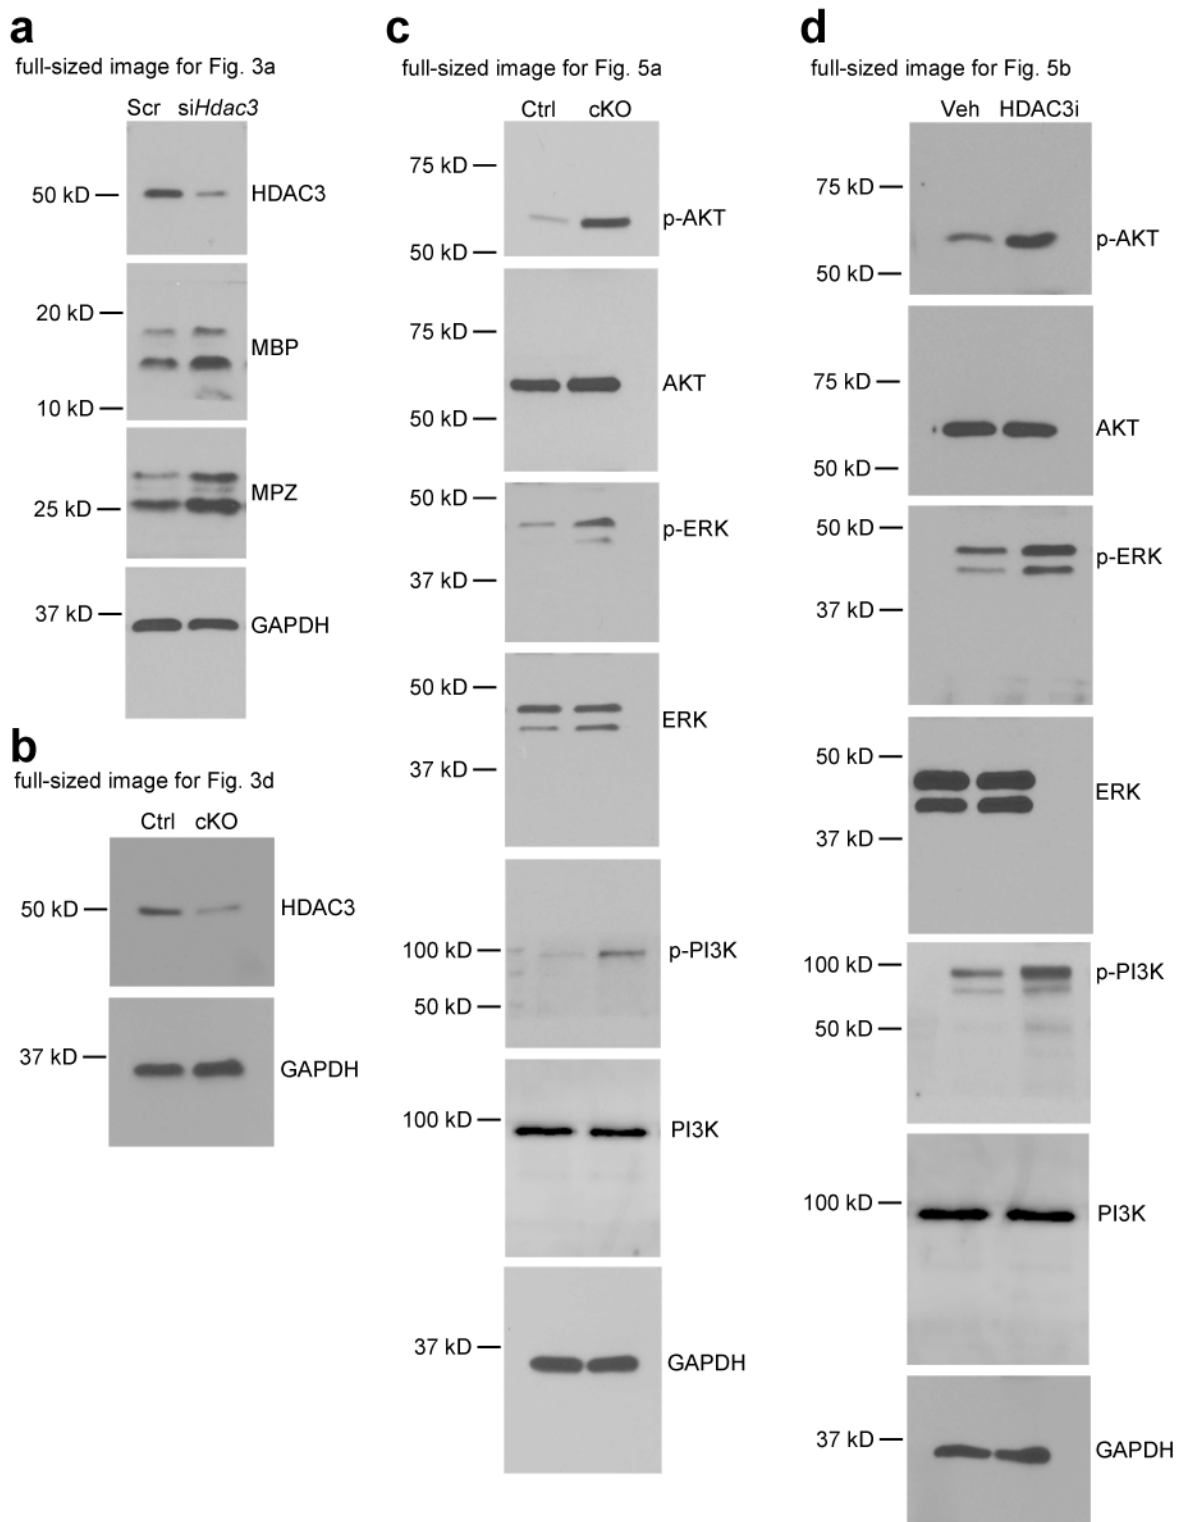 a
full-sized image for Fig. 3a
Scr siHdac3
50 kD
HDAC3
20 kD
MBP
10 kD
MPZ
25 kD
37 kD
GAPDH
b
full-sized image for Fig. 3d
Ctrl cKO
50 kD
HDAC3
37 kD
GAPDH
c
full-sized image for Fig. 5a
Ctrl cKO
75 kD
p-AKT
50 kD
75 kD
AKT
50 kD
50 kD
p-ERK
37 kD
50 kD
ERK
37 kD
100 kD
p-PI3K
50 kD
100 kD
PI3K
37 kD
GAPDH
d
full-sized image for Fig. 5b
Veh HDAC3i
75 kD
p-AKT
50 kD
75 kD
AKT
50 kD
50 kD
p-ERK
37 kD
50 kD
ERK
37 kD
100 kD
p-PI3K
50 kD
100 kD
PI3K
37 kD
GAPDH